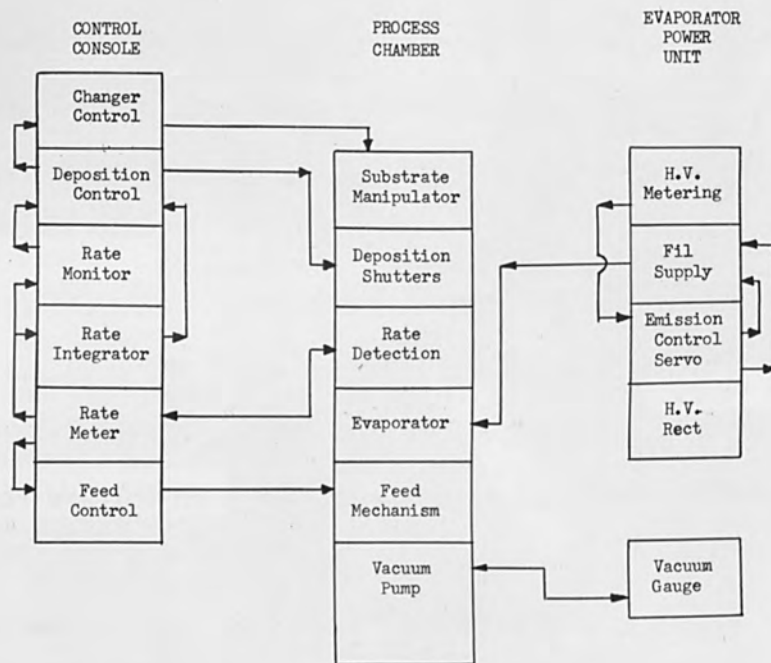 CONTROL
CONSOLE
PROCESS
CHAMBER
EVAPORATOR
POWER
UNIT
Changer
Control
Deposition
Control
Rate
Monitor
Rate
Integrator
Rate
Meter
Feed
Control
Substrate
Manipulator
Deposition
Shutters
Rate
Detection
Evaporator
Feed
Mechanism
Vacuum
Pump
H.V.
Metering
Fil
Supply
Emission
Control
Servo
H.V.
Rect
Vacuum
Gauge